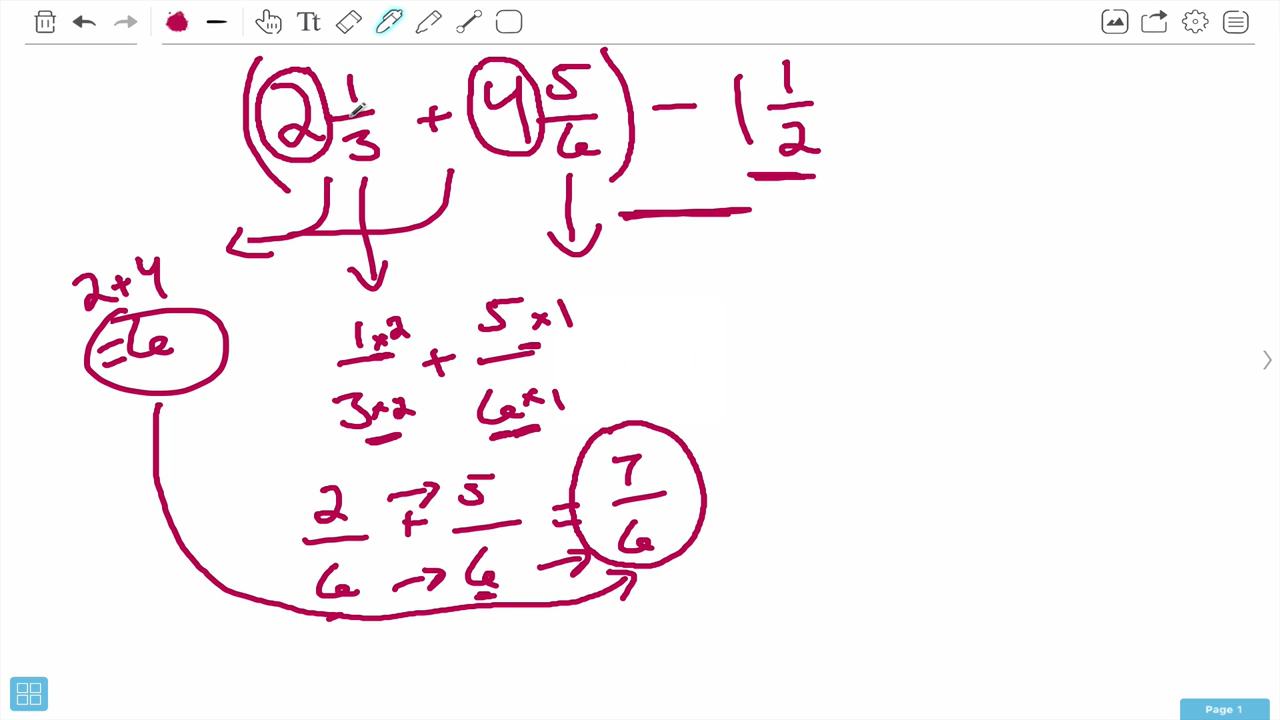 Tt
(2 1/3 + 4 5/6) - 1 1/2
2+4
=6
1×2/3×2 + 5×1/6×1
2/6 + 5/6 = 7/6
Page 1